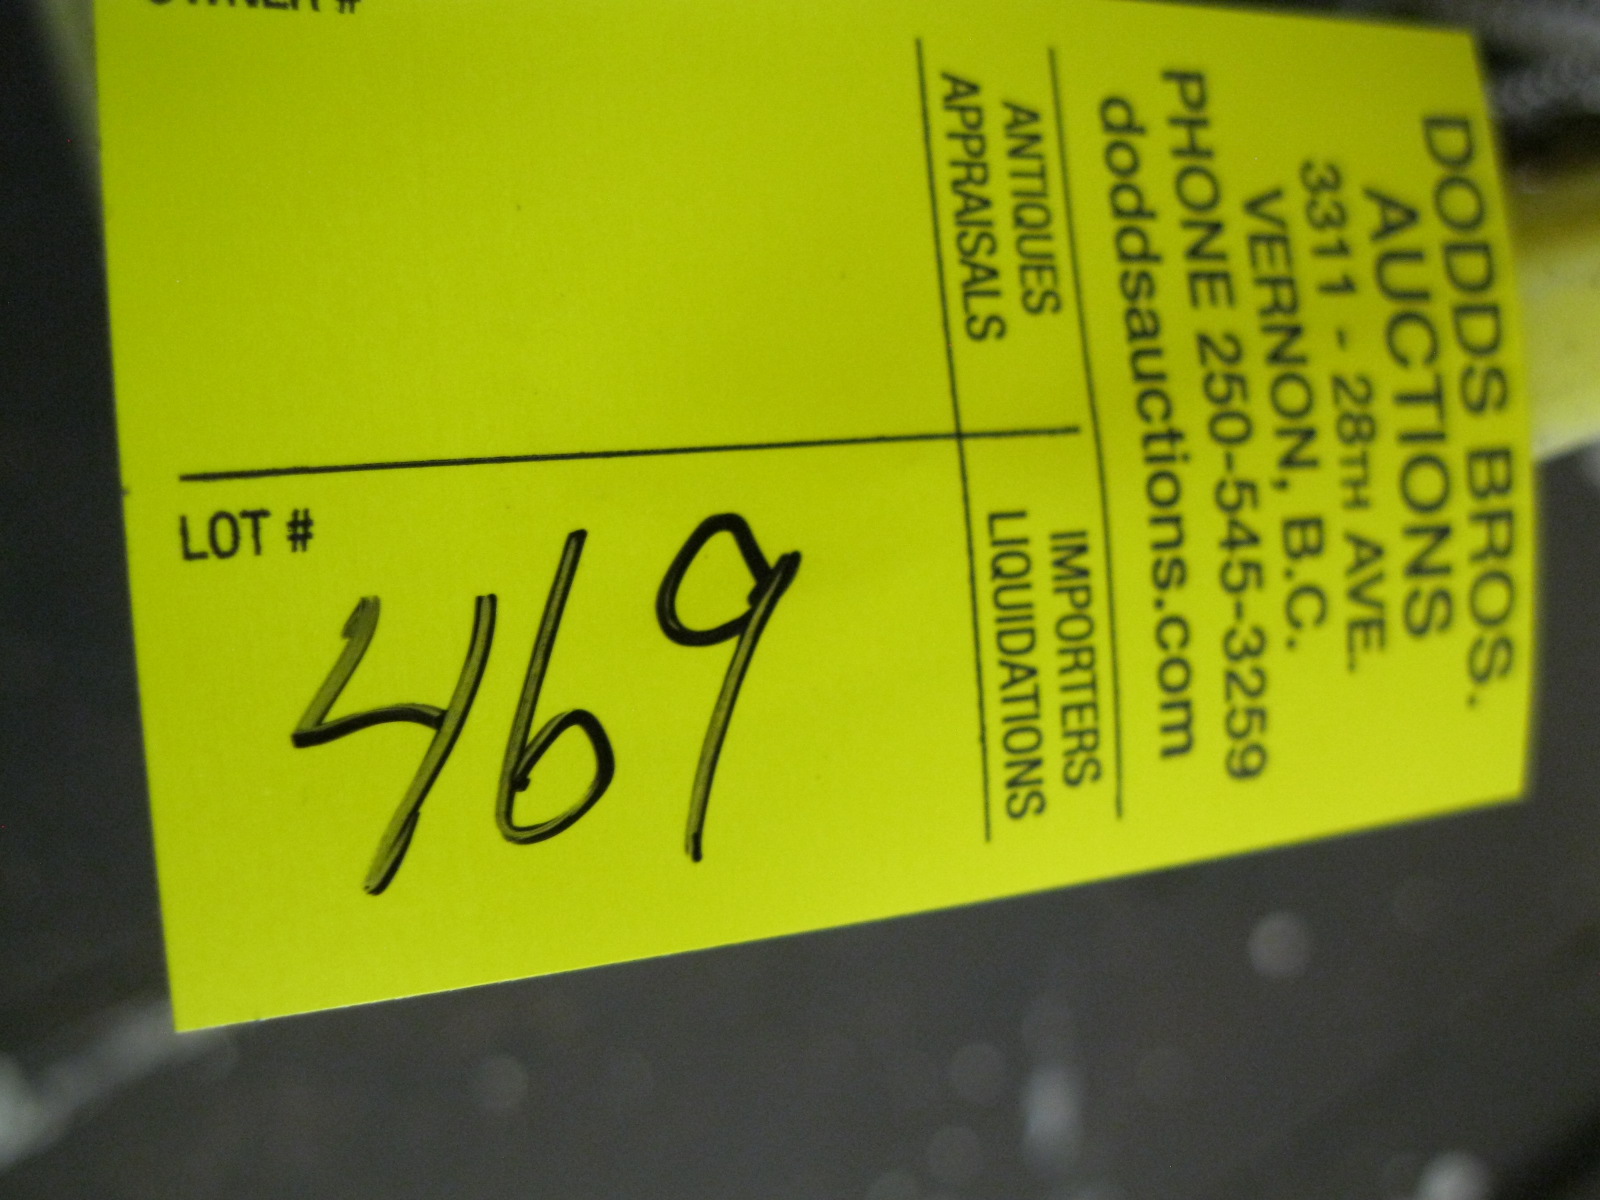 DODDS BROS.
AUCTIONS
3311 - 28TH AVE.
VERNON, B.C.
PHONE 250-545-3259
doddsauctions.com
ANTIQUES
APPRAISALS
IMPORTERS
LIQUIDATIONS
OWNER #
LOT #
469